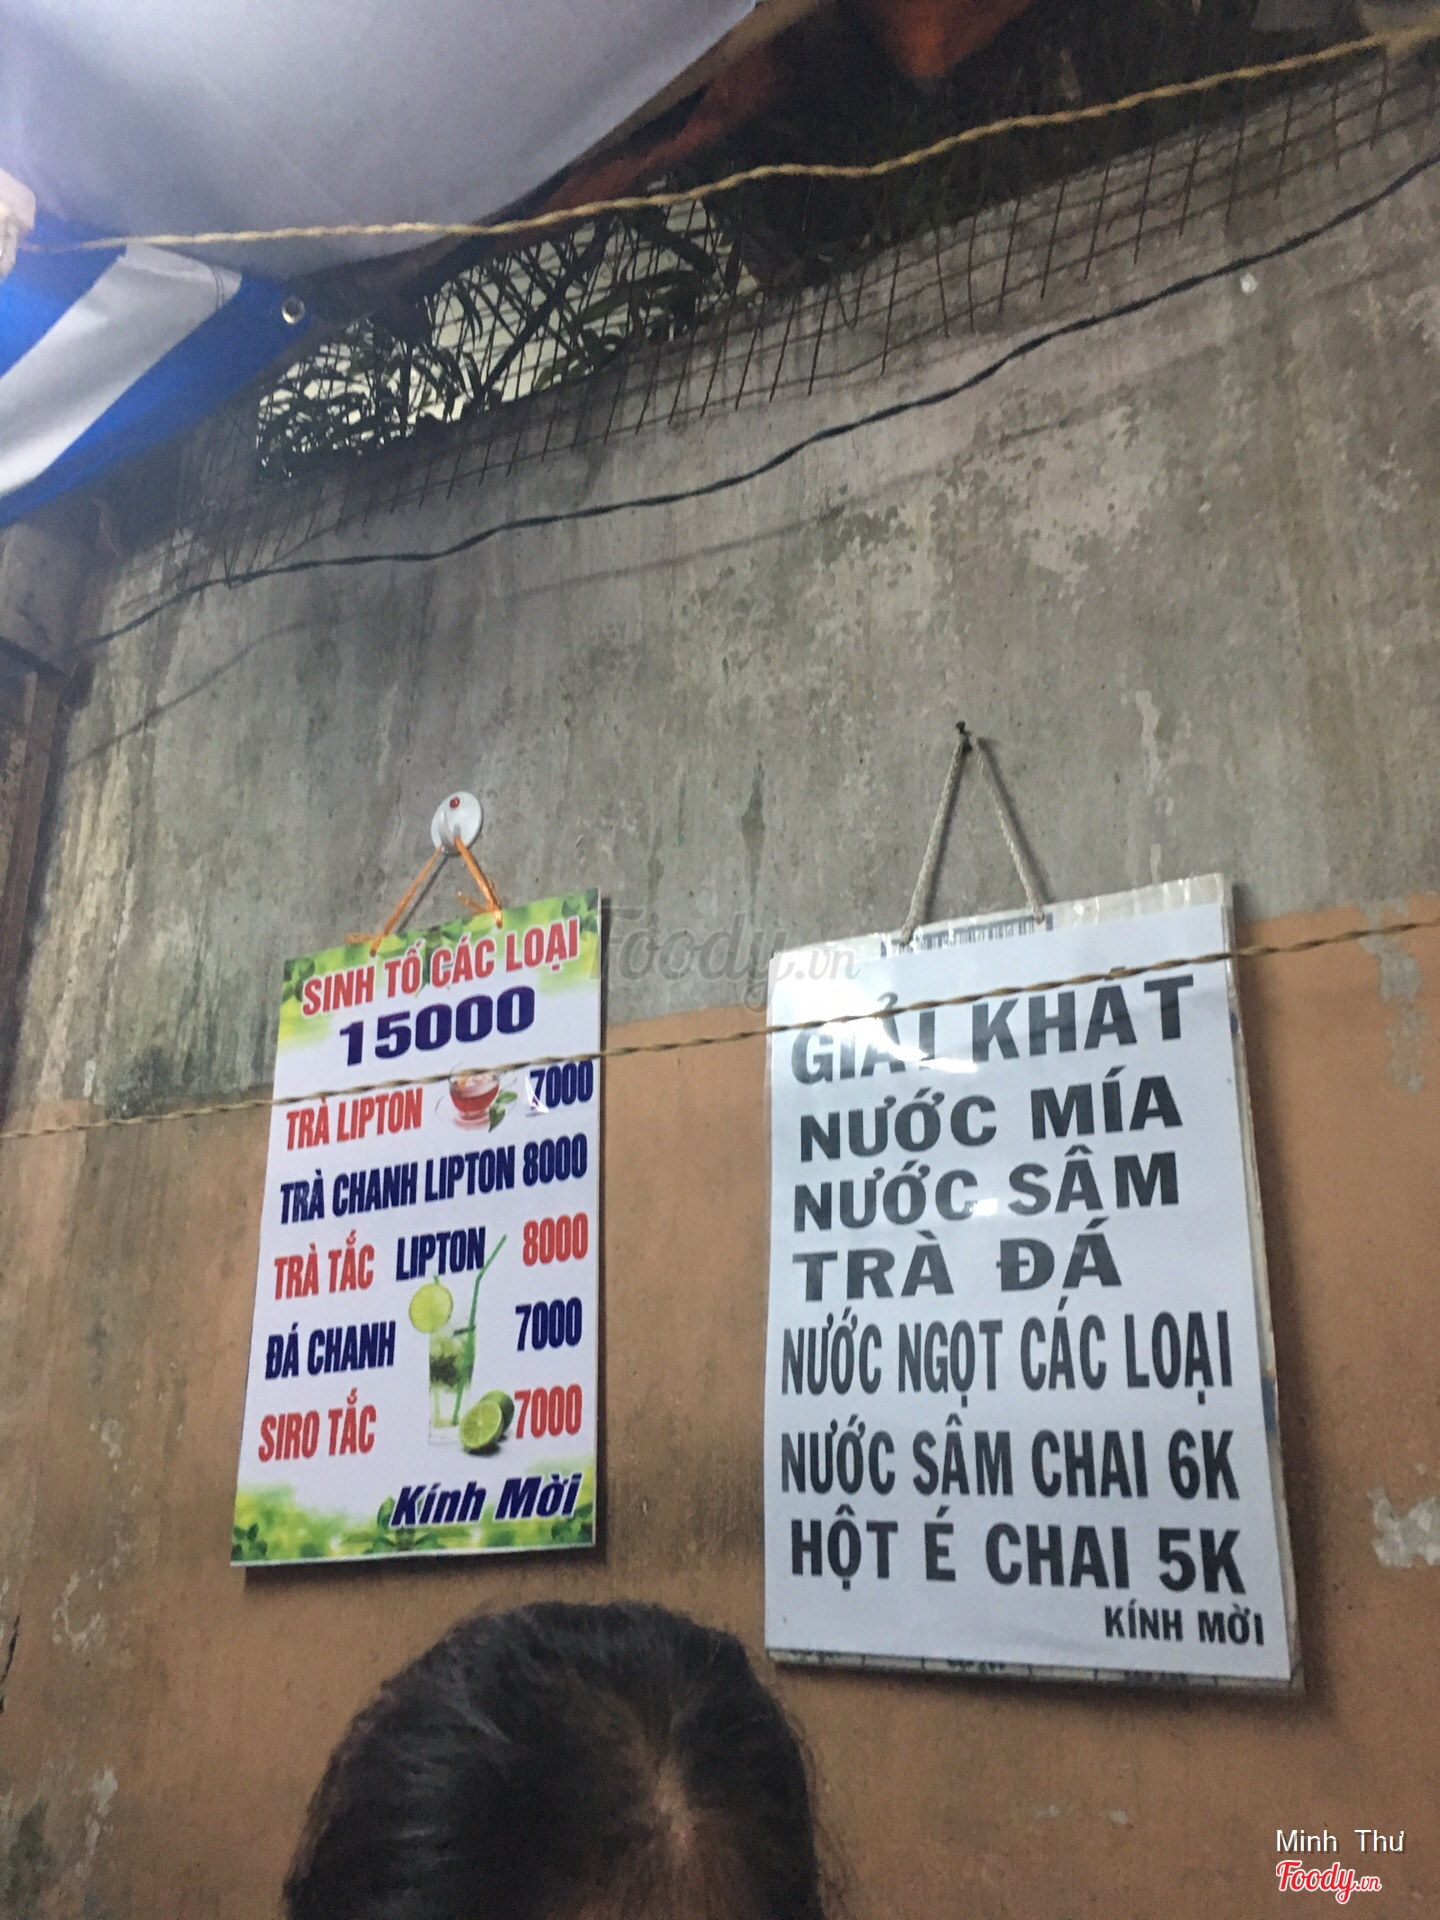 SINH TỐ CÁC LOẠI
15000
TRÀ LIPTON 7000
TRÀ CHANH LIPTON 8000
TRÀ TẮC LIPTON 8000
ĐÁ CHANH 7000
SIRO TẮC 7000
Kính Mời
GIẢI KHÁT
NƯỚC MÍA
NƯỚC SÂM
TRÀ ĐÁ
NƯỚC NGỌT CÁC LOẠI
NƯỚC SÂM CHAI 6K
HỘT É CHAI 5K
KÍNH MỜI
Foody.vn
Minh Thư
Foody.vn